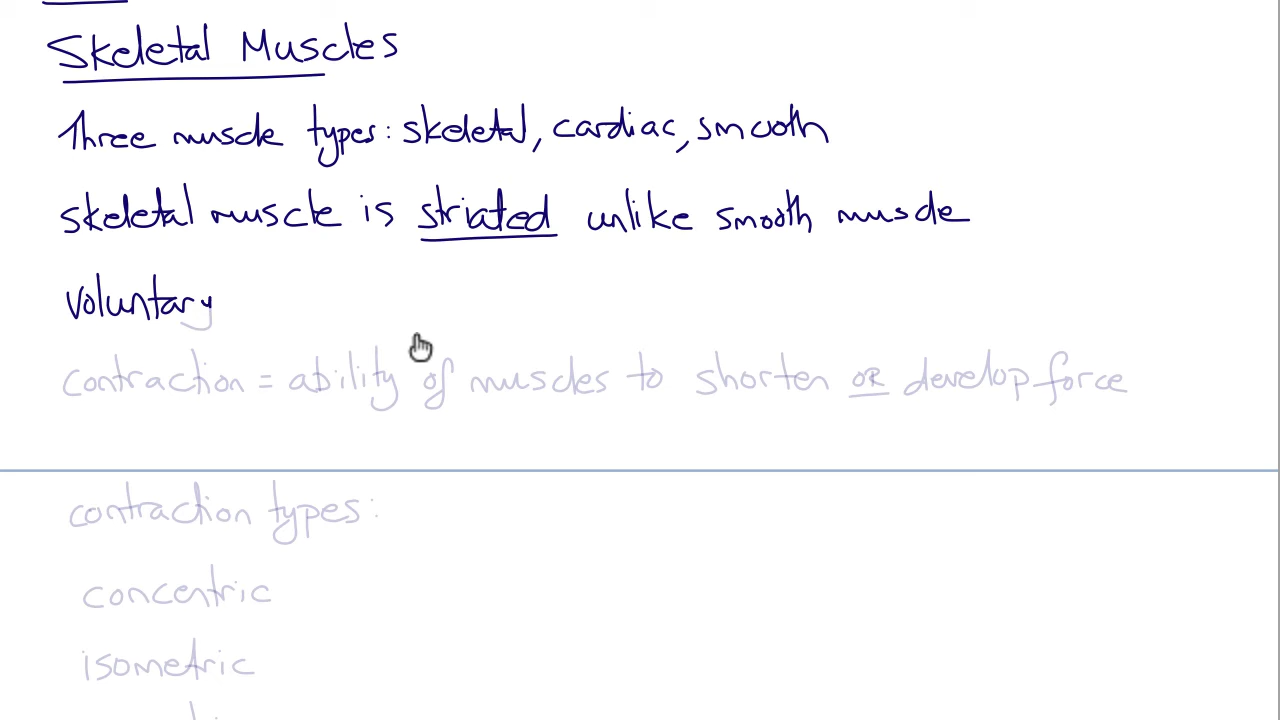 Skeletal Muscles
Three muscle types: skeletal, cardiac, smooth
skeletal muscle is striated unlike smooth muscle
voluntary
contraction = ability of muscles to shorten OR develop force
contraction types:
concentric
isometric